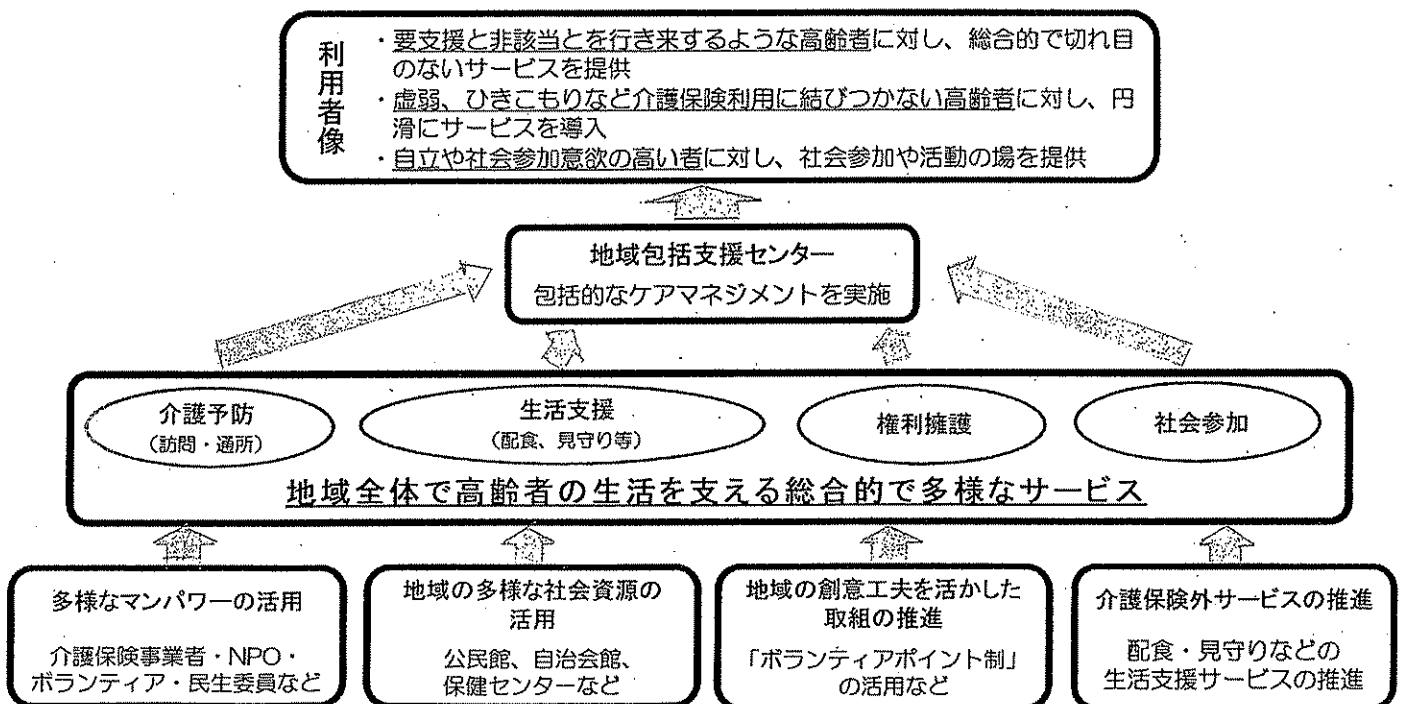 利用者像
・要支援と非該当とを行き来するような高齢者に対し、総合的で切れ目
のないサービスを提供
・虚弱、ひきこもりなど介護保険利用に結びつかない高齢者に対し、円
滑にサービスを導入
・自立や社会参加意欲の高い者に対し、社会参加や活動の場を提供
地域包括支援センター
包括的なケアマネジメントを実施
介護予防
(訪問・通所)
生活支援
(配食、見守り等)
権利擁護
社会参加
地域全体で高齢者の生活を支える総合的で多様なサービス
多様なマンパワーの活用
介護保険事業者・NPO・
ボランティア・民生委員など
地域の多様な社会資源の
活用
公民館、自治会館、
保健センターなど
地域の創意工夫を活かした
取組の推進
「ボランティアポイント制」
の活用など
介護保険外サービスの推進
配食・見守りなどの
生活支援サービスの推進